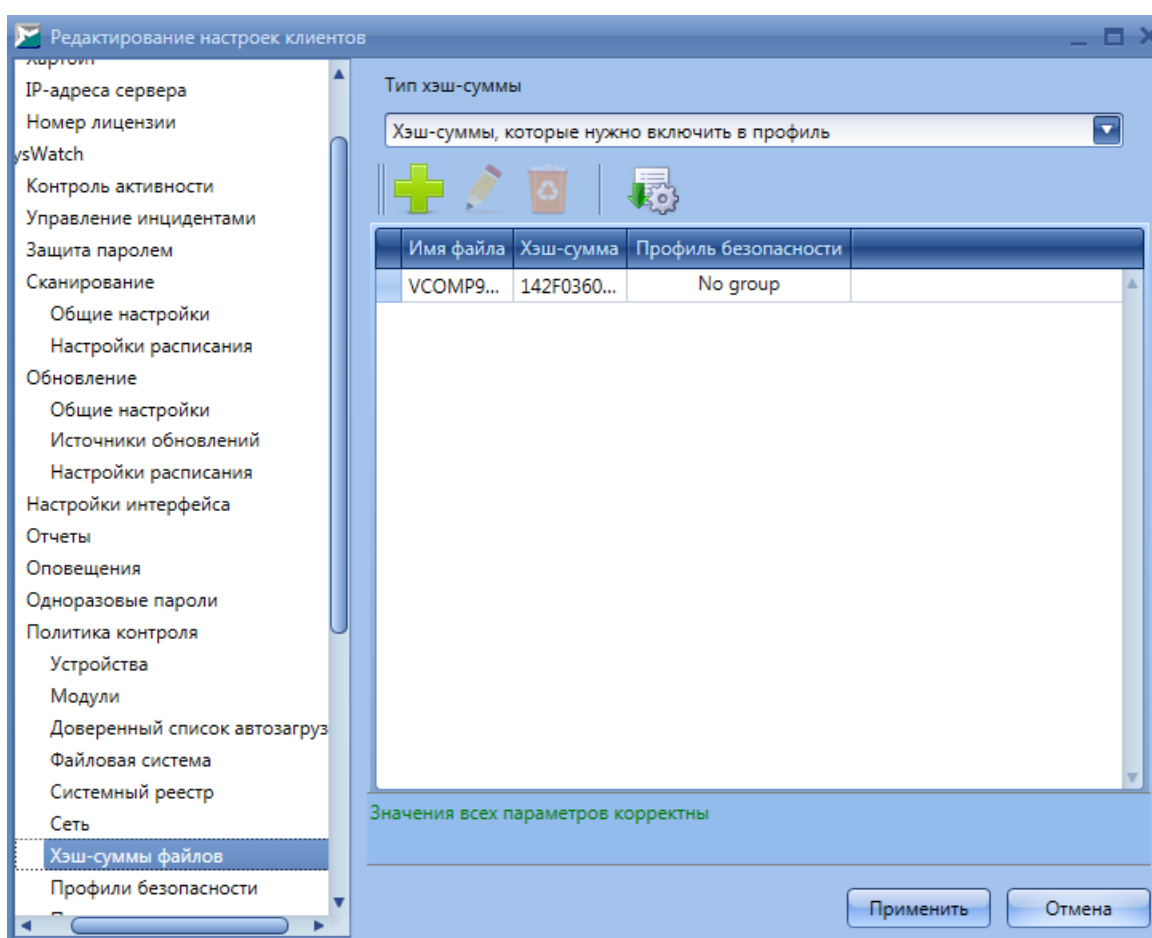 Редактирование настроек клиентов
IP-адреса сервера
Номер лицензии
ysWatch
Контроль активности
Управление инцидентами
Защита паролем
Сканирование
Общие настройки
Настройки расписания
Обновление
Общие настройки
Источники обновлений
Настройки расписания
Настройки интерфейса
Отчеты
Оповещения
Одноразовые пароли
Политика контроля
Устройства
Модули
Доверенный список автозагруз
Файловая система
Системный реестр
Сеть
Хэш-суммы файлов
Профили безопасности
Тип хэш-суммы
Хэш-суммы, которые нужно включить в профиль
Имя файла Хэш-сумма Профиль безопасности
VCOMP9... 142F0360... No group
Значения всех параметров корректны
Применить Отмена